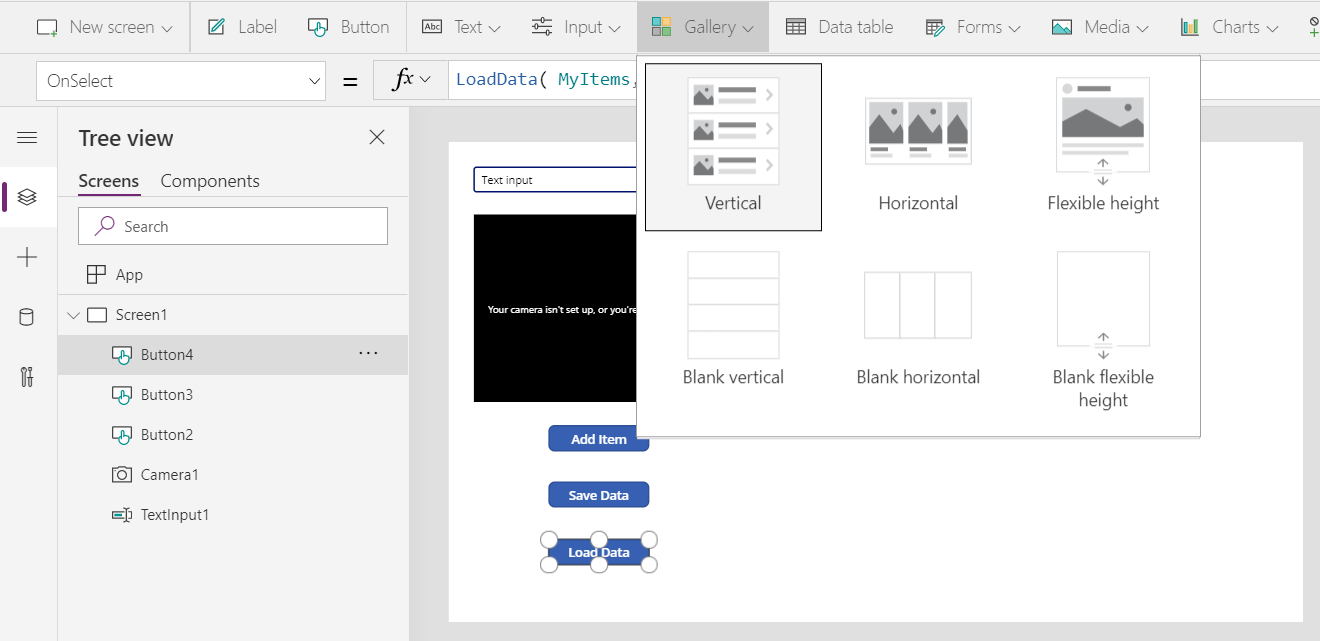 New screen Label Button Abc Text Input Gallery Data table Forms Media Charts
OnSelect = fx LoadData( MyItems,
Tree view
Screens Components
Search
App
Screen1
Button4 ...
Button3
Button2
Camera1
TextInput1
Text input
Your camera isn't set up, or you're
Add Item
Save Data
Load Data
Vertical Horizontal Flexible height
Blank vertical Blank horizontal Blank flexible
height